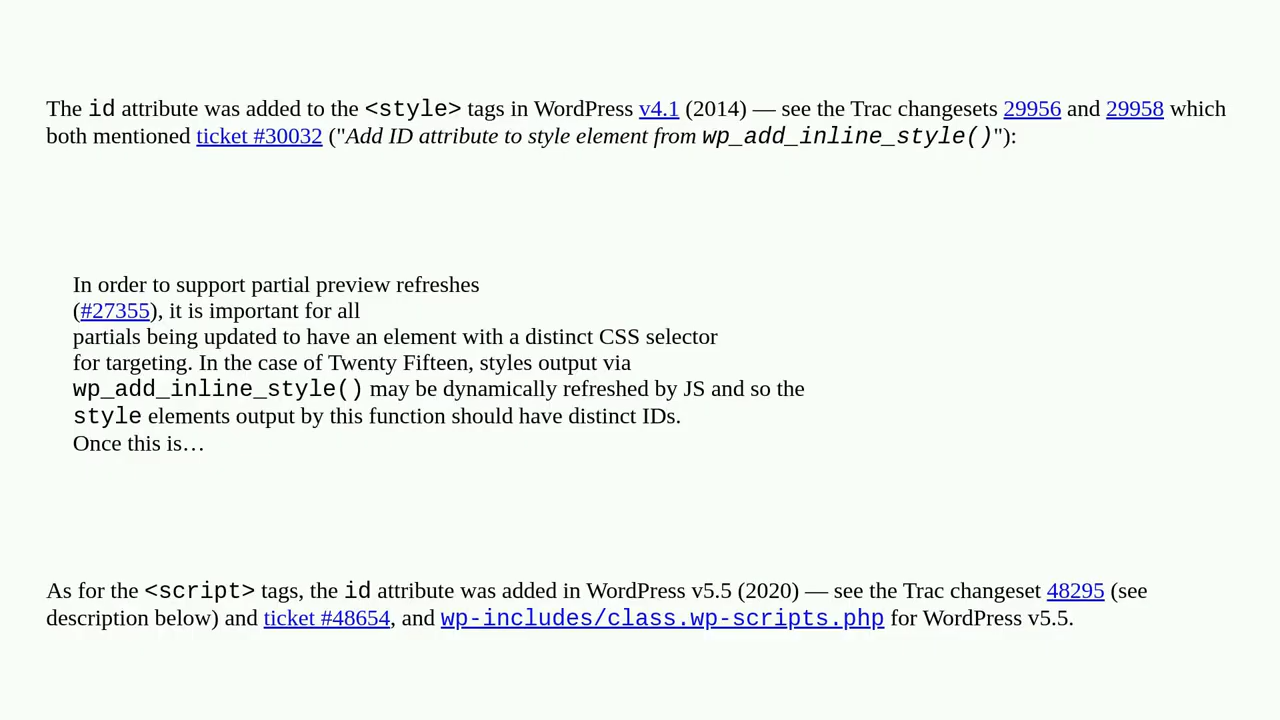 The id attribute was added to the <style> tags in WordPress v4.1 (2014) — see the Trac changesets 29956 and 29958 which
both mentioned ticket #30032 ("Add ID attribute to style element from wp_add_inline_style()"):
In order to support partial preview refreshes
(#27355), it is important for all
partials being updated to have an element with a distinct CSS selector
for targeting. In the case of Twenty Fifteen, styles output via
wp_add_inline_style() may be dynamically refreshed by JS and so the
style elements output by this function should have distinct IDs.
Once this is…
As for the <script> tags, the id attribute was added in WordPress v5.5 (2020) — see the Trac changeset 48295 (see
description below) and ticket #48654, and wp-includes/class.wp-scripts.php for WordPress v5.5.